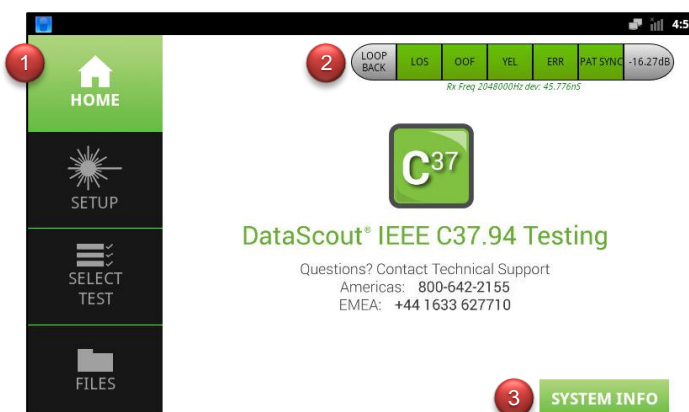 4:5
1
HOME
SETUP
SELECT
TEST
FILES
2
LOOP
BACK
LOS
OOF
YEL
ERR
PAT SYNC
-16.27dB
Rx Freq 2048000Hz dev: 45.776nS
C37
DataScout® IEEE C37.94 Testing
Questions? Contact Technical Support
Americas: 800-642-2155
EMEA: +44 1633 627710
3
SYSTEM INFO